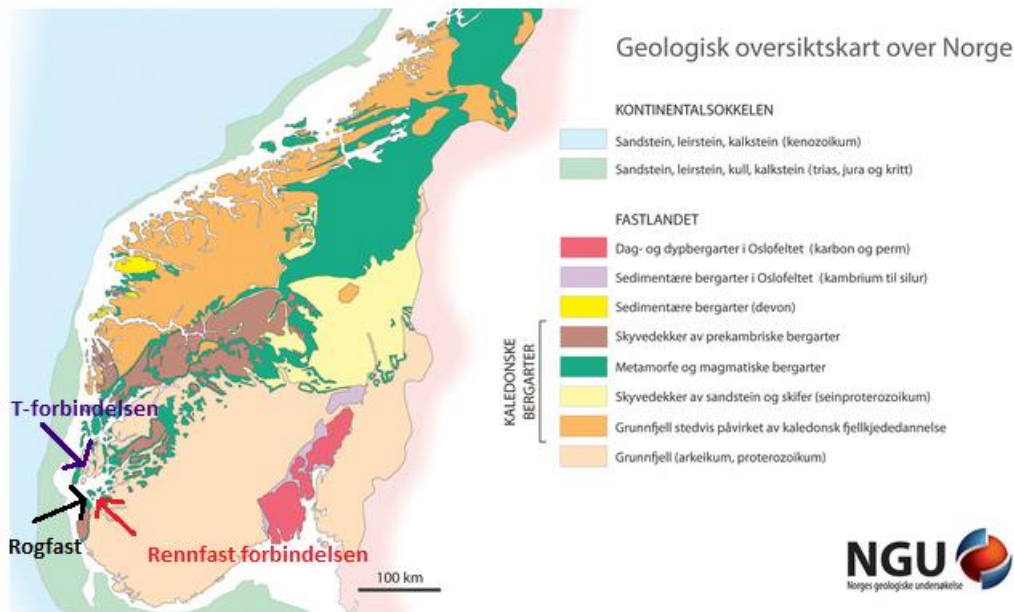 Geologisk oversiktskart over Norge
KONTINENTALSOKKELEN
Sandstein, leirstein, kalkstein (kenozoikum)
Sandstein, leirstein, kull, kalkstein (trias, jura og kritt)
FASTLANDET
Dag- og dypbergarter i Oslofeltet (karbon og perm)
Sedimentære bergarter i Oslofeltet (kambrium til silur)
Sedimentære bergarter (devon)
KALEDONSKE
BERGARTER
Skyvedekker av prekambriske bergarter
Metamorfe og magmatiske bergarter
Skyvedekker av sandstein og skifer (seinproterozoikum)
Grunnfjell stedvis påvirket av kaledonsk fjellkjededannelse
Grunnfjell (arkeikum, proterozoikum)
T-forbindelsen
Rogfast
Rennfast forbindelsen
100 km
NGU
Norges geologiske undersøkelse